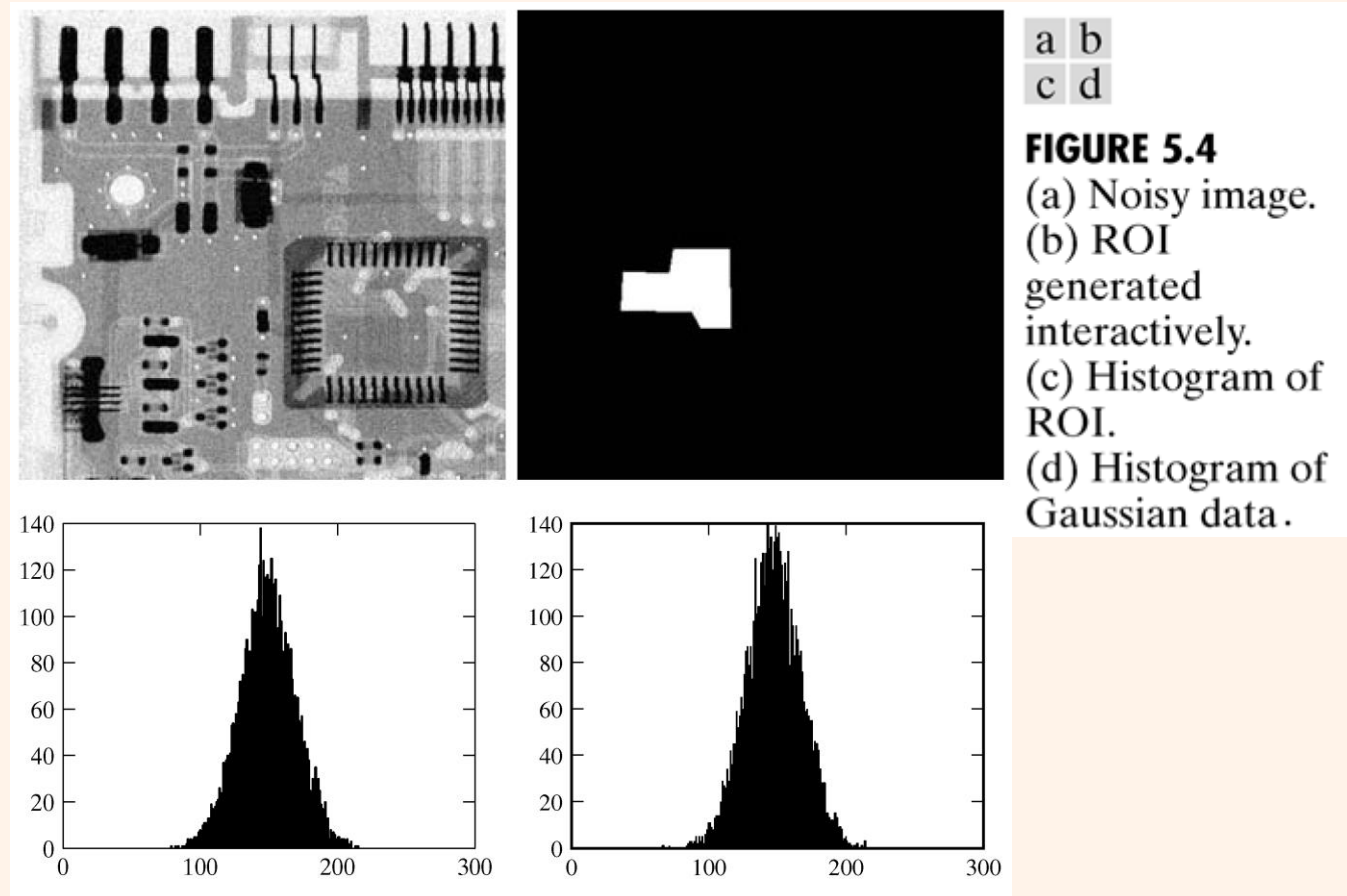 a b
c d
FIGURE 5.4
(a) Noisy image.
(b) ROI
generated
interactively.
(c) Histogram of
ROI.
(d) Histogram of
Gaussian data.
140
120
100
80
60
40
20
0
0 100 200 300
140
120
100
80
60
40
20
0
0 100 200 300